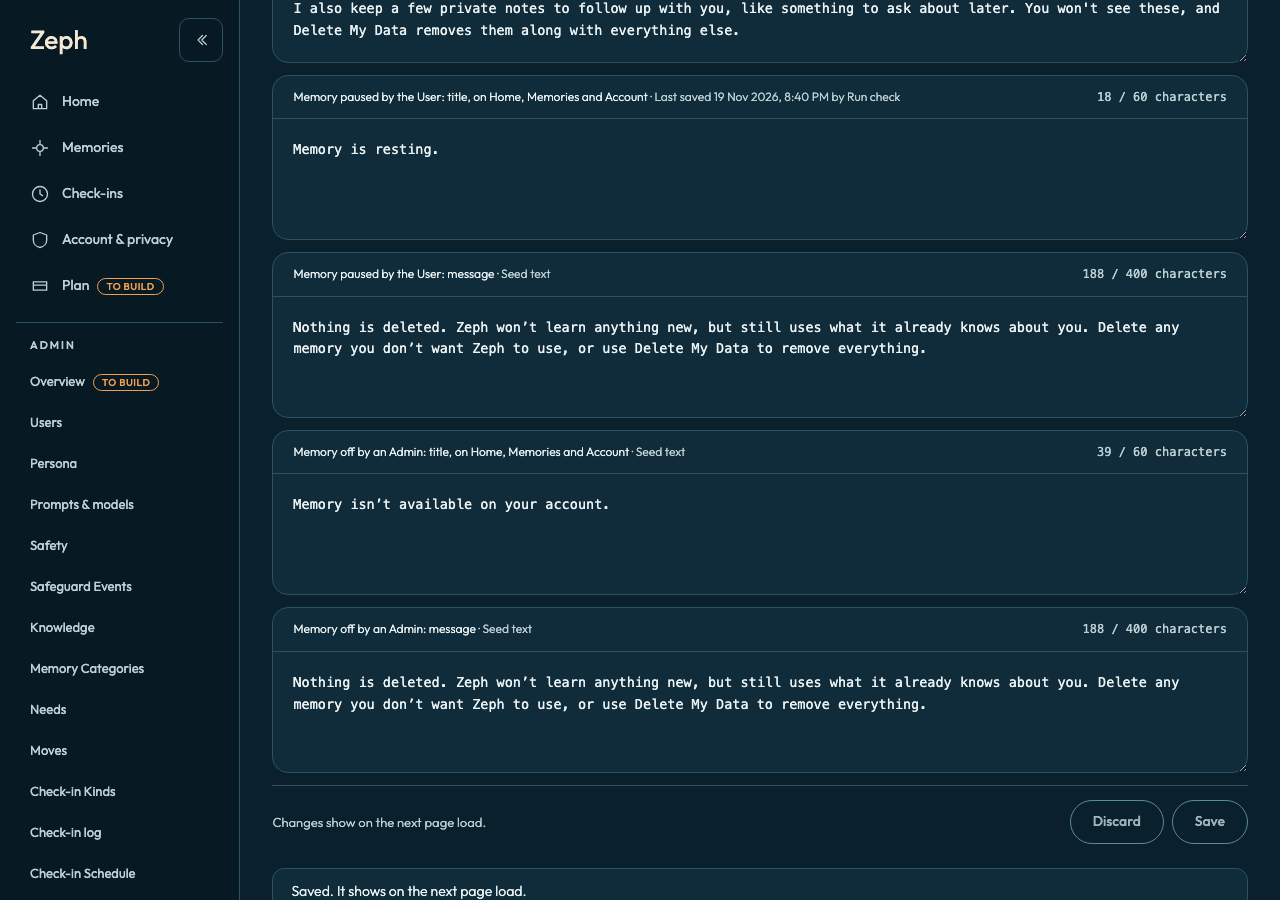 Zeph
Home
Memories
Check-ins
Account & privacy
Plan TO BUILD
ADMIN
Overview TO BUILD
Users
Persona
Prompts & models
Safety
Safeguard Events
Knowledge
Memory Categories
Needs
Moves
Check-in Kinds
Check-in log
Check-in Schedule
I also keep a few private notes to follow up with you, like something to ask about later. You won't see these, and
Delete My Data removes them along with everything else.
Memory paused by the User: title, on Home, Memories and Account · Last saved 19 Nov 2026, 8:40 PM by Run check
18 / 60 characters
Memory is resting.
Memory paused by the User: message · Seed text
188 / 400 characters
Nothing is deleted. Zeph won’t learn anything new, but still uses what it already knows about you. Delete any
memory you don’t want Zeph to use, or use Delete My Data to remove everything.
Memory off by an Admin: title, on Home, Memories and Account · Seed text
39 / 60 characters
Memory isn’t available on your account.
Memory off by an Admin: message · Seed text
188 / 400 characters
Nothing is deleted. Zeph won’t learn anything new, but still uses what it already knows about you. Delete any
memory you don’t want Zeph to use, or use Delete My Data to remove everything.
Changes show on the next page load.
Discard
Save
Saved. It shows on the next page load.